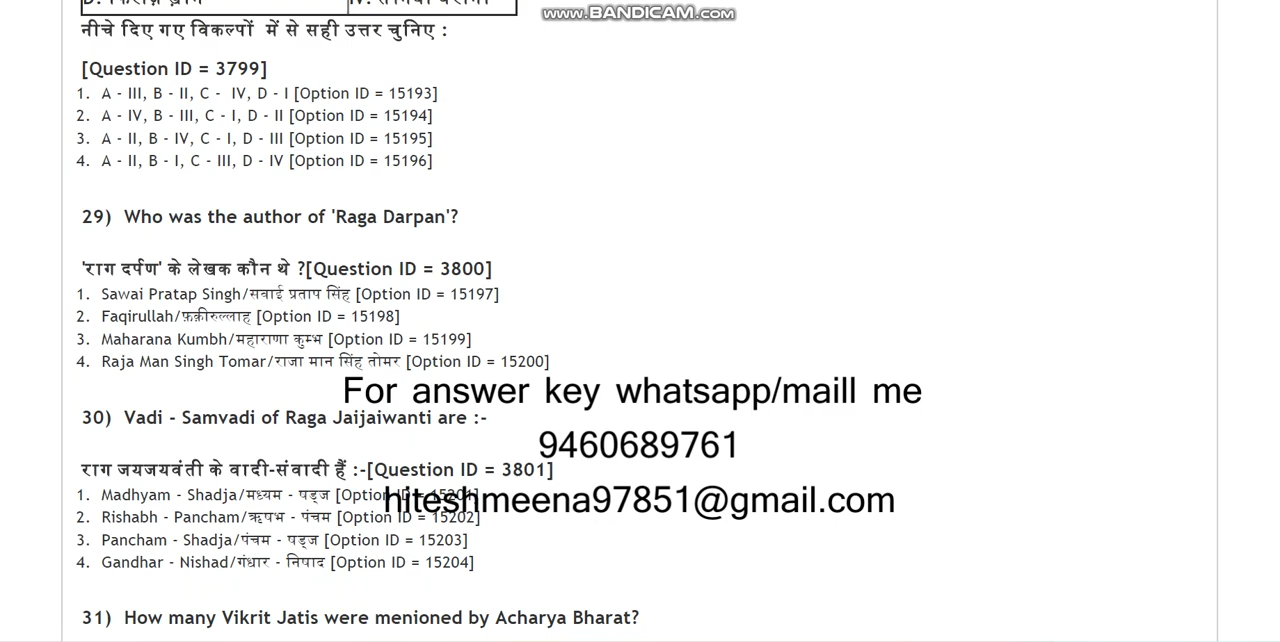 www.BANDICAM.com
नीचे दिए गए विकल्पों में से सही उत्तर चुनिए :
[Question ID = 3799]
1. A - III, B - II, C - IV, D - I [Option ID = 15193]
2. A - IV, B - III, C - I, D - II [Option ID = 15194]
3. A - II, B - IV, C - I, D - III [Option ID = 15195]
4. A - II, B - I, C - III, D - IV [Option ID = 15196]
29) Who was the author of 'Raga Darpan'?
'राग दर्पण' के लेखक कौन थे ?[Question ID = 3800]
1. Sawai Pratap Singh/सवाई प्रताप सिंह [Option ID = 15197]
2. Faqirullah/फ़क़ीरुल्लाह [Option ID = 15198]
3. Maharana Kumbh/महाराणा कुम्भ [Option ID = 15199]
4. Raja Man Singh Tomar/राजा मान सिंह तोमर [Option ID = 15200]
For answer key whatsapp/maill me
30) Vadi - Samvadi of Raga Jaijaiwanti are :-
9460689761
राग जयजयवंती के वादी-संवादी हैं :-[Question ID = 3801]
1. Madhyam - Shadja/मध्यम - षड्ज [Option ID = 15201]
hiteshmeena97851@gmail.com
2. Rishabh - Pancham/ऋषभ - पंचम [Option ID = 15202]
3. Pancham - Shadja/पंचम - षड्ज [Option ID = 15203]
4. Gandhar - Nishad/गंधार - निषाद [Option ID = 15204]
31) How many Vikrit Jatis were menioned by Acharya Bharat?